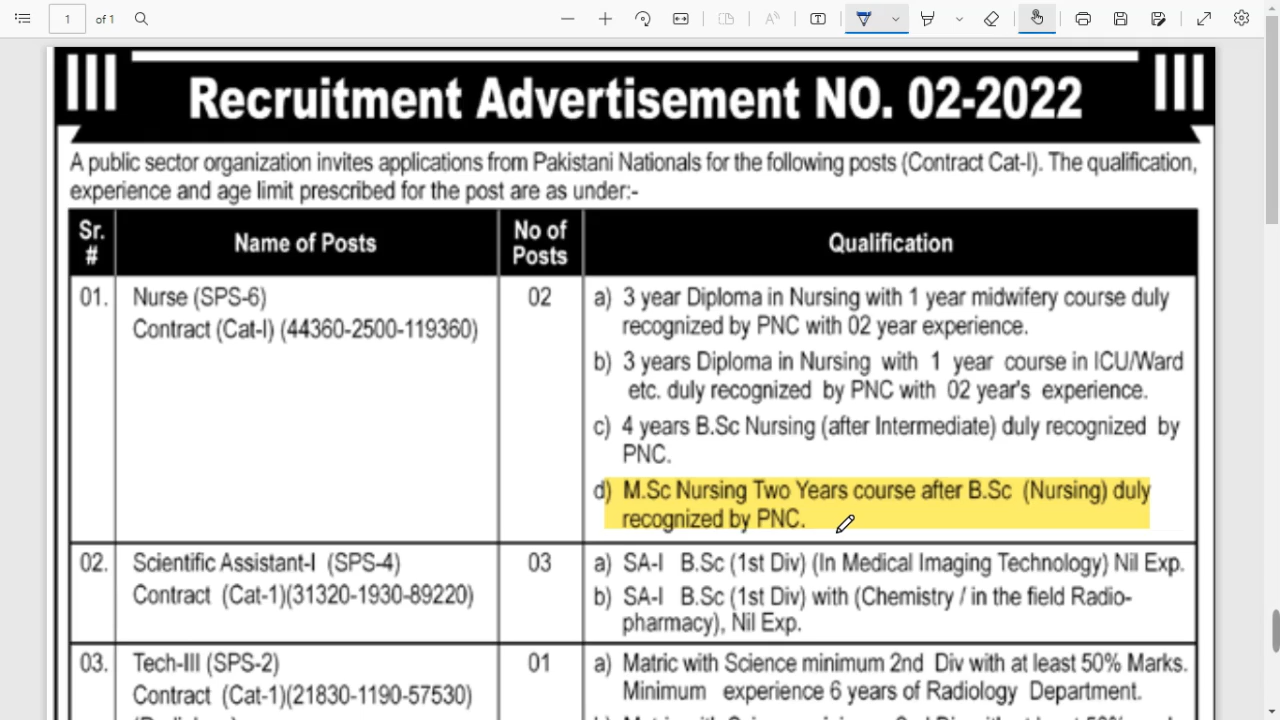 1 of 1
Recruitment Advertisement NO. 02-2022
A public sector organization invites applications from Pakistani Nationals for the following posts (Contract Cat-I). The qualification,
experience and age limit prescribed for the post are as under:-
Sr. # Name of Posts No of Posts Qualification
01. Nurse (SPS-6) 02 a) 3 year Diploma in Nursing with 1 year midwifery course duly
Contract (Cat-I) (44360-2500-119360) recognized by PNC with 02 year experience.
b) 3 years Diploma in Nursing with 1 year course in ICU/Ward
etc. duly recognized by PNC with 02 year's experience.
c) 4 years B.Sc Nursing (after Intermediate) duly recognized by
PNC.
d) M.Sc Nursing Two Years course after B.Sc (Nursing) duly
recognized by PNC.
02. Scientific Assistant-I (SPS-4) 03 a) SA-I B.Sc (1st Div) (In Medical Imaging Technology) Nil Exp.
Contract (Cat-1)(31320-1930-89220) b) SA-I B.Sc (1st Div) with (Chemistry / in the field Radio-
pharmacy), Nil Exp.
03. Tech-III (SPS-2) 01 a) Matric with Science minimum 2nd Div with at least 50% Marks.
Contract (Cat-1)(21830-1190-57530) Minimum experience 6 years of Radiology Department.